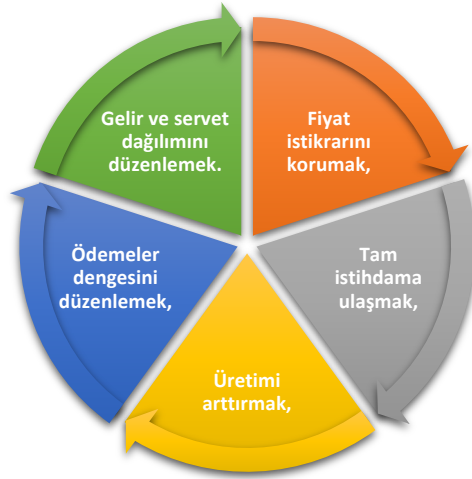 Fiyat
istikrarını
korumak,
Tam
istihdama
ulaşmak,
Üretimi
arttırmak,
Ödemeler
dengesini
düzenlemek,
Gelir ve servet
dağılımını
düzenlemek.